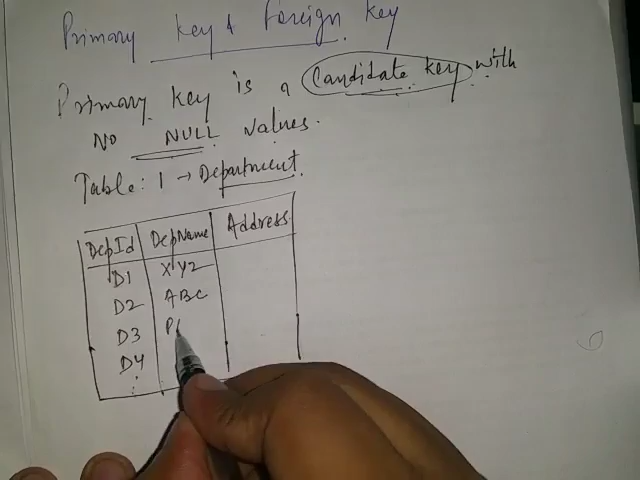 Primary key & Foreign key
Primary key is a Candidate key with
no NULL values.
Table: 1 → Department
DepId DepName Address
D1 XYZ
D2 ABC
D3 P
D4